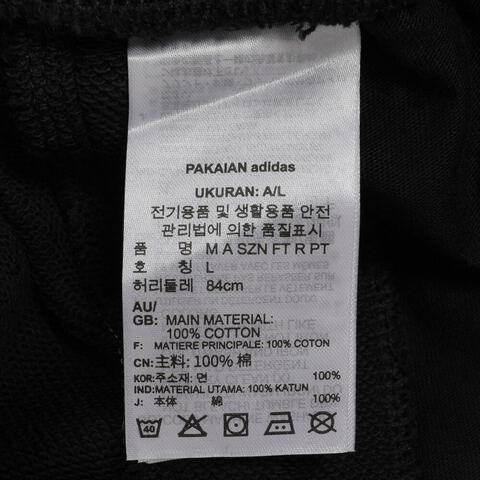 PAKAIAN adidas
UKURAN: A/L
전기용품 및 생활용품 안전
관리법에 의한 품질표시
품 명 M A SZN FT R PT
호 칭 L
허리둘레 84cm
AU/
GB: MAIN MATERIAL:
100% COTTON
F: MATIERE PRINCIPALE: 100% COTON
CN: 主料: 100% 棉
KOR: 주소재: 면 100%
IND: MATERIAL UTAMA: 100% KATUN
J: 本体 綿 100%
40